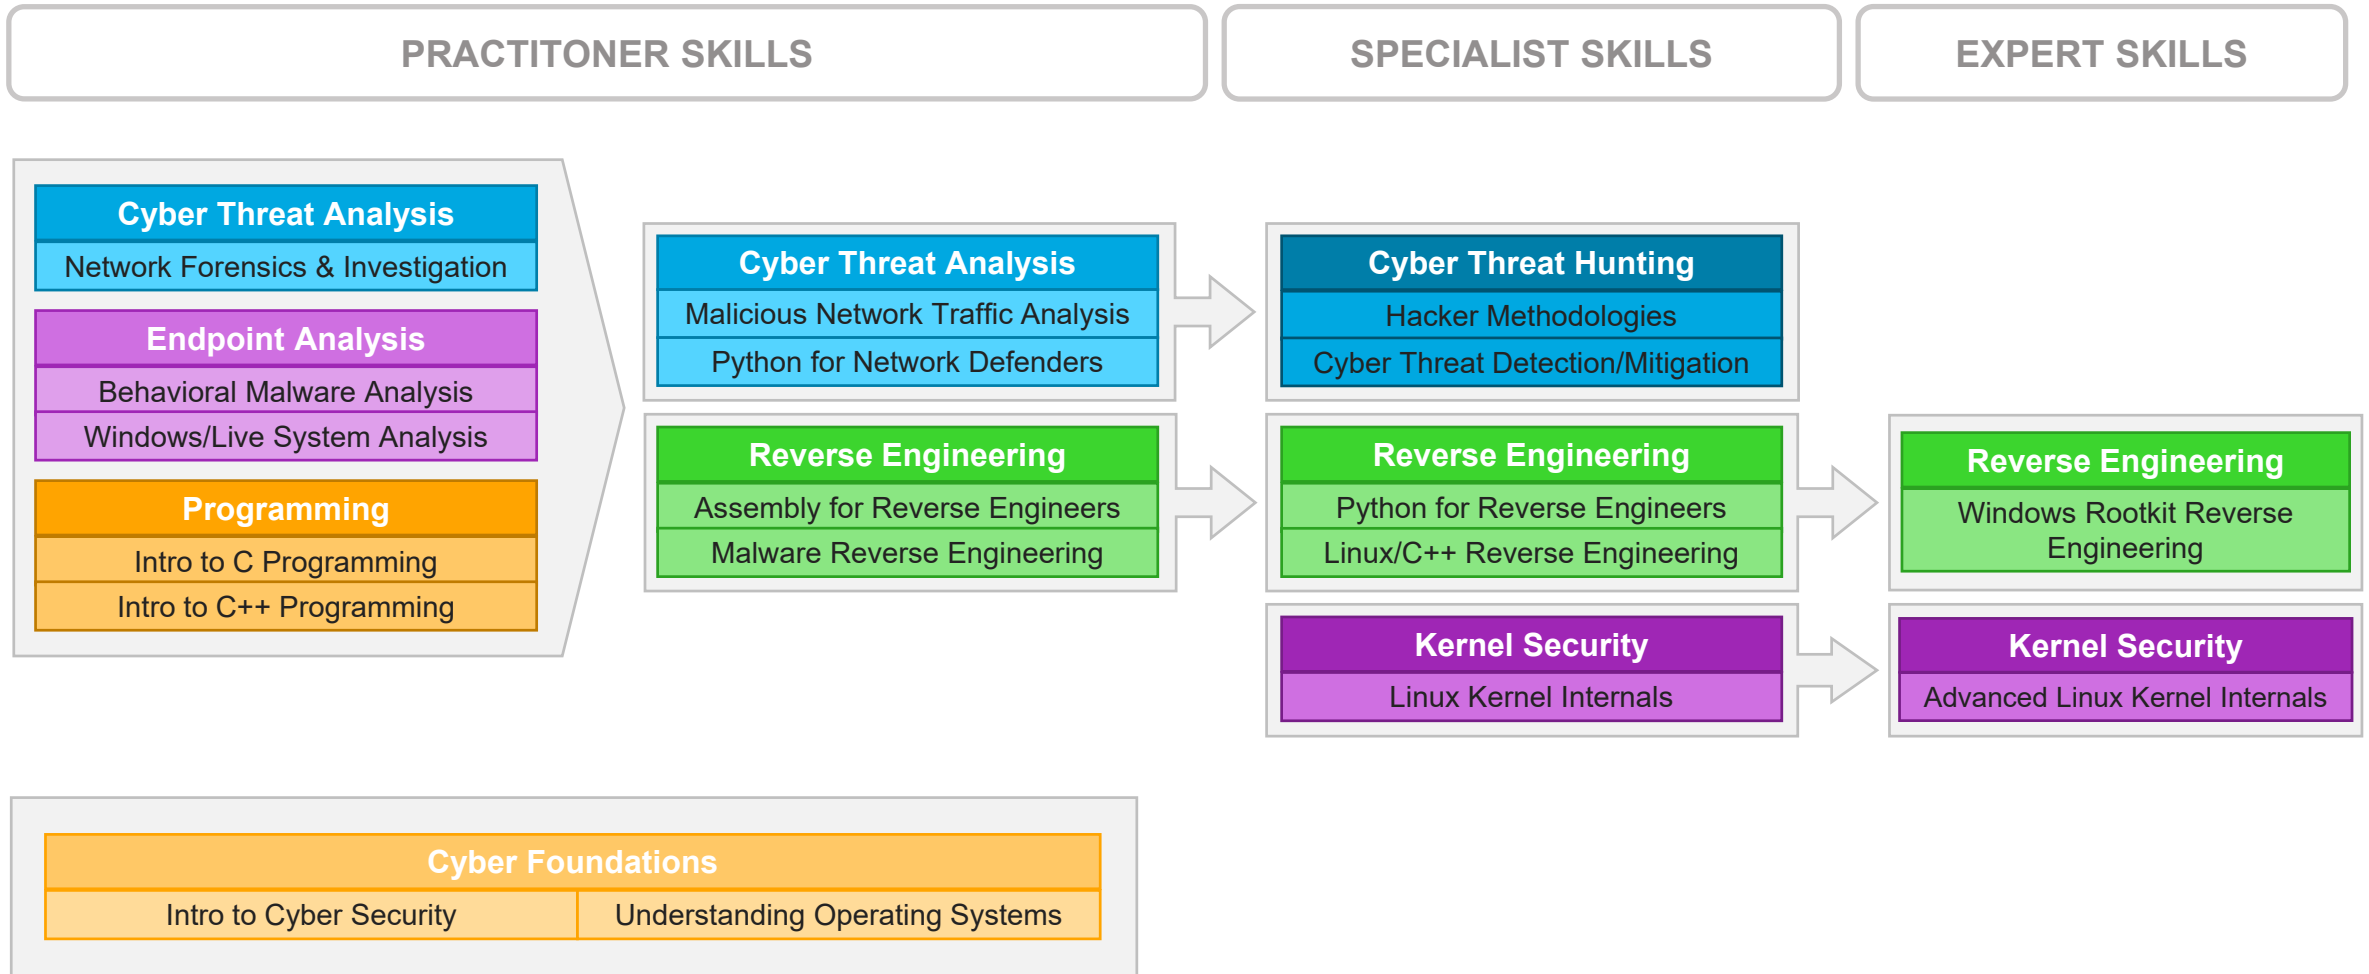 PRACTITONER SKILLS
SPECIALIST SKILLS
EXPERT SKILLS
Cyber Threat Analysis
Network Forensics & Investigation
Endpoint Analysis
Behavioral Malware Analysis
Windows/Live System Analysis
Programming
Intro to C Programming
Intro to C++ Programming
Cyber Threat Analysis
Malicious Network Traffic Analysis
Python for Network Defenders
Reverse Engineering
Assembly for Reverse Engineers
Malware Reverse Engineering
Cyber Threat Hunting
Hacker Methodologies
Cyber Threat Detection/Mitigation
Reverse Engineering
Python for Reverse Engineers
Linux/C++ Reverse Engineering
Kernel Security
Linux Kernel Internals
Reverse Engineering
Windows Rootkit Reverse
Engineering
Kernel Security
Advanced Linux Kernel Internals
Cyber Foundations
Intro to Cyber Security
Understanding Operating Systems